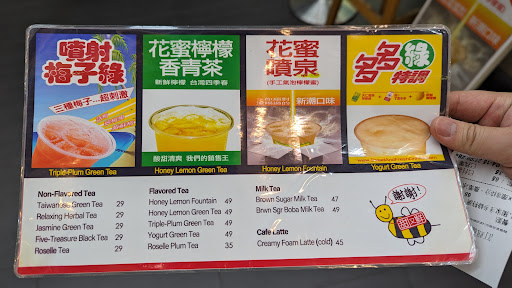 噴射
梅子綠
三種梅子...超刺激
Triple-Plum Green Tea
花蜜檸檬
香青茶
新鮮檸檬 台灣四季春
酸甜清爽 我們的銷售王
Honey Lemon Green Tea
花蜜
噴泉
(手工氣泡檸檬蜜)
新潮口味
Honey Lemon Fountain
多多綠
特調
Yogurt Green Tea
Non-Flavored Tea
Taiwanese Green Tea 29
Relaxing Herbal Tea 29
Jasmine Green Tea 29
Five-Treasure Black Tea 29
Roselle Tea 29
Flavored Tea
Honey Lemon Fountain 49
Honey Lemon Green Tea 49
Triple-Plum Green Tea 49
Yogurt Green Tea 49
Roselle Plum Tea 35
Milk Tea
Brown Sugar Milk Tea 47
Brwn Sgr Boba Milk Tea 49
Cafe Latte
Creamy Foam Latte (cold) 45
謝謝!